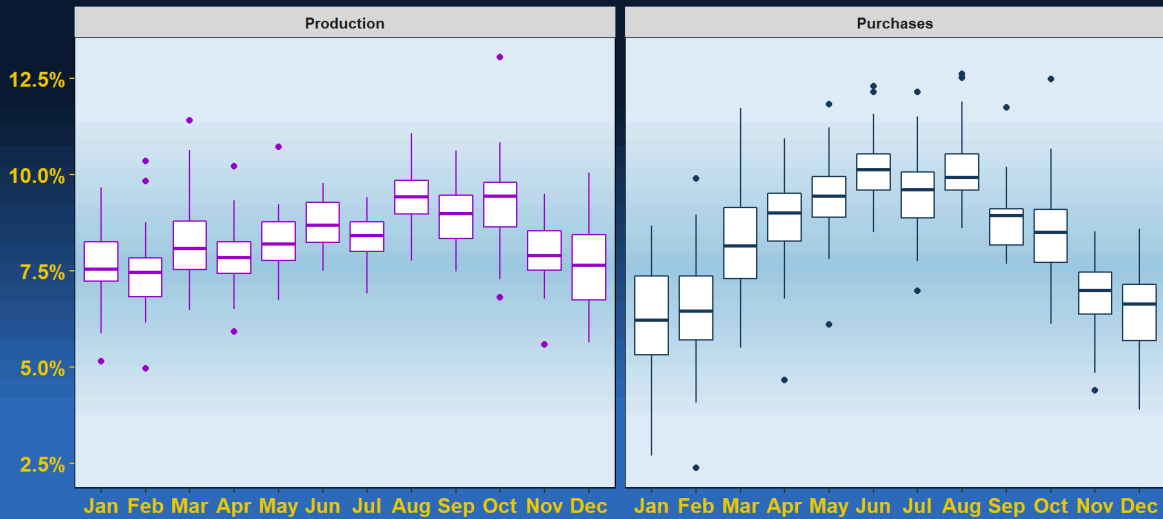 Production Purchases
12.5%
10.0%
7.5%
5.0%
2.5%
Jan Feb Mar Apr May Jun Jul Aug Sep Oct Nov Dec Jan Feb Mar Apr May Jun Jul Aug Sep Oct Nov Dec